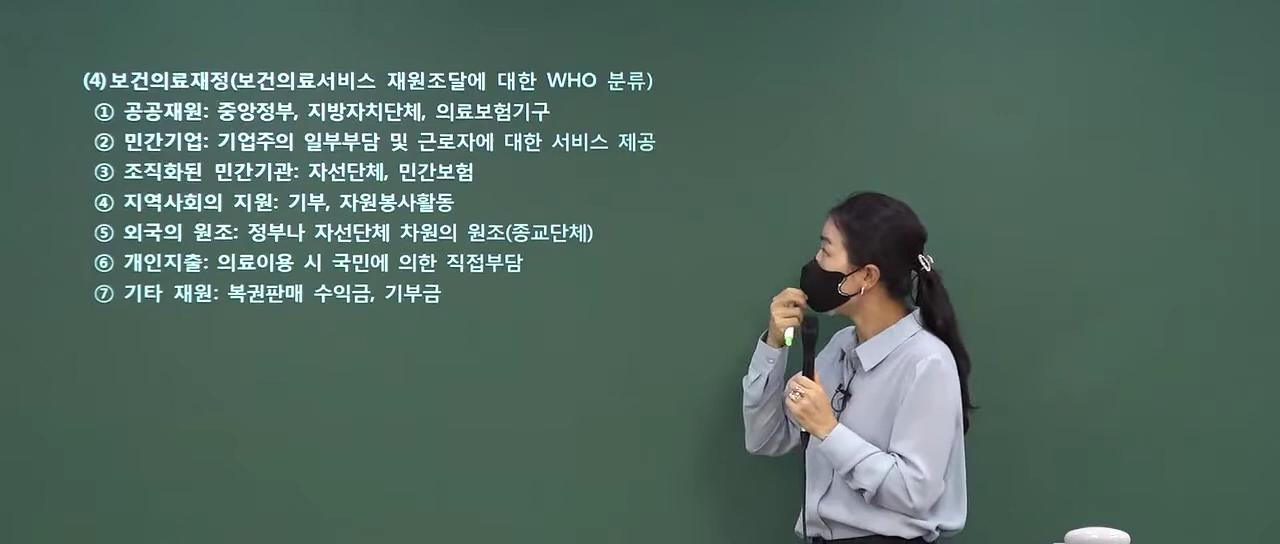 (4) 보건의료재정(보건의료서비스 재원조달에 대한 WHO 분류)
① 공공재원: 중앙정부, 지방자치단체, 의료보험기구
② 민간기업: 기업주의 일부부담 및 근로자에 대한 서비스 제공
③ 조직화된 민간기관: 자선단체, 민간보험
④ 지역사회의 지원: 기부, 자원봉사활동
⑤ 외국의 원조: 정부나 자선단체 차원의 원조(종교단체)
⑥ 개인지출: 의료이용 시 국민에 의한 직접부담
⑦ 기타 재원: 복권판매 수익금, 기부금